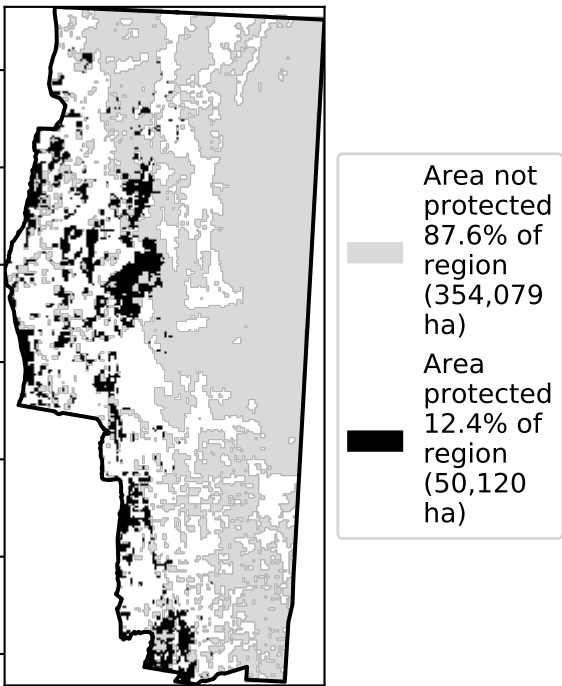 Area not
protected
87.6% of
region
(354,079
ha)
Area
protected
12.4% of
region
(50,120
ha)